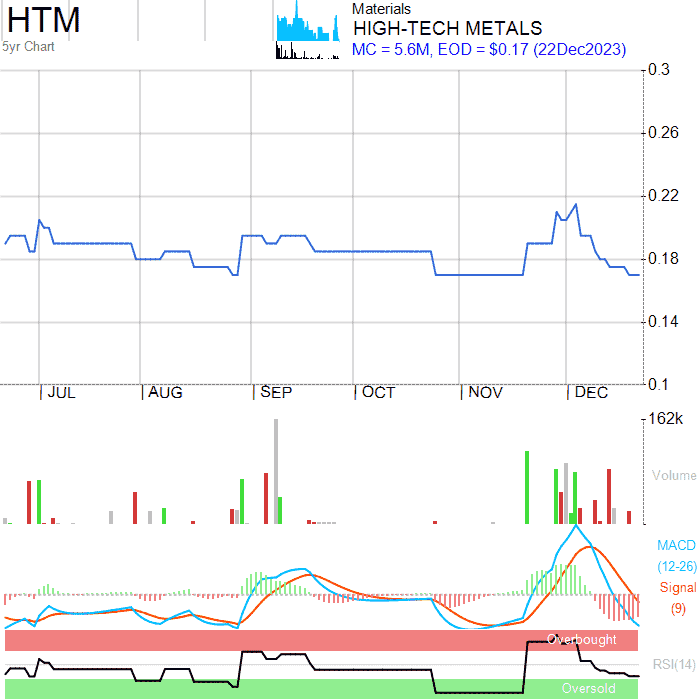 HTM
5yr Chart
Materials
HIGH-TECH METALS
MC = 5.6M, EOD = $0.17 (22Dec2023)
0.3
0.26
0.22
0.18
0.14
0.1
JUL AUG SEP OCT NOV DEC
162k
Volume
MACD
(12-26)
Signal
(9)
Overbought
RSI(14)
Oversold